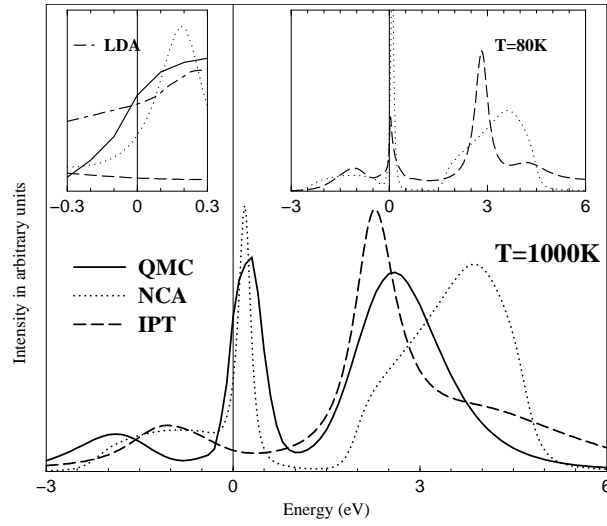 LDA
T=80K
−0.3 0 0.3
−3 0 3 6
T=1000K
QMC
NCA
IPT
Intensity in arbitrary units
−3 0 3 6
Energy (eV)